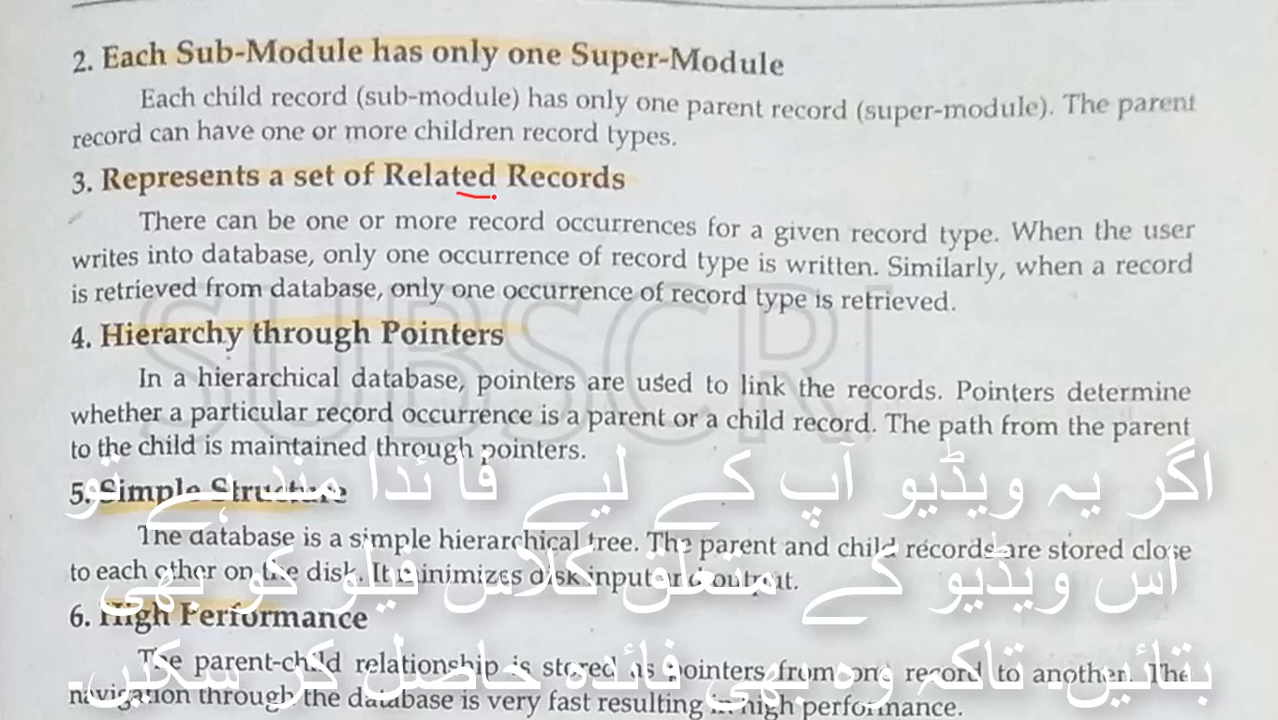 2. Each Sub-Module has only one Super-Module
Each child record (sub-module) has only one parent record (super-module). The parent
record can have one or more children record types.
3. Represents a set of Related Records
There can be one or more record occurrences for a given record type. When the user
writes into database, only one occurrence of record type is written. Similarly, when a record
is retrieved from database, only one occurrence of record type is retrieved.
SUBSCRI
4. Hierarchy through Pointers
In a hierarchical database, pointers are used to link the records. Pointers determine
whether a particular record occurrence is a parent or a child record. The path from the parent
to the child is maintained through pointers.
اگر یہ ویڈیو آپ کے لیے فائدا مند ہے تو
5. Simple Structure
The database is a simple hierarchical tree. The parent and child records are stored close
اس ویڈیو کے متعلق کلاس فیلو کو بھی
to each other on the disk. It minimizes disk input and output.
6. High Performance
بتائیں۔ تاکہ وہ بھی فائدہ حاصل کر سکیں۔
The parent-child relationship is stored as pointers from one record to another. The
navigation through the database is very fast resulting in high performance.